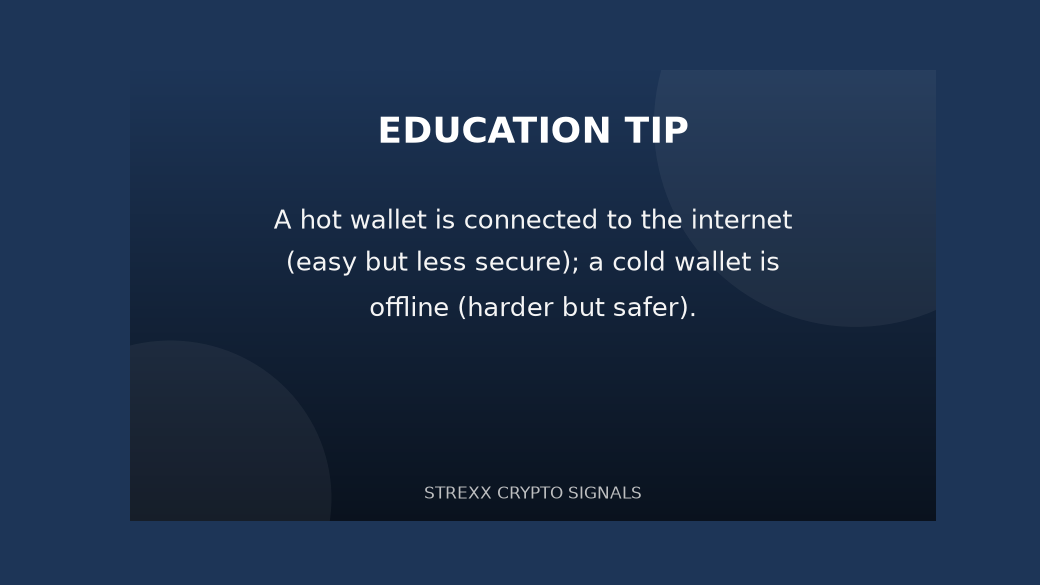 EDUCATION TIP
A hot wallet is connected to the internet
(easy but less secure); a cold wallet is
offline (harder but safer).
STREXX CRYPTO SIGNALS